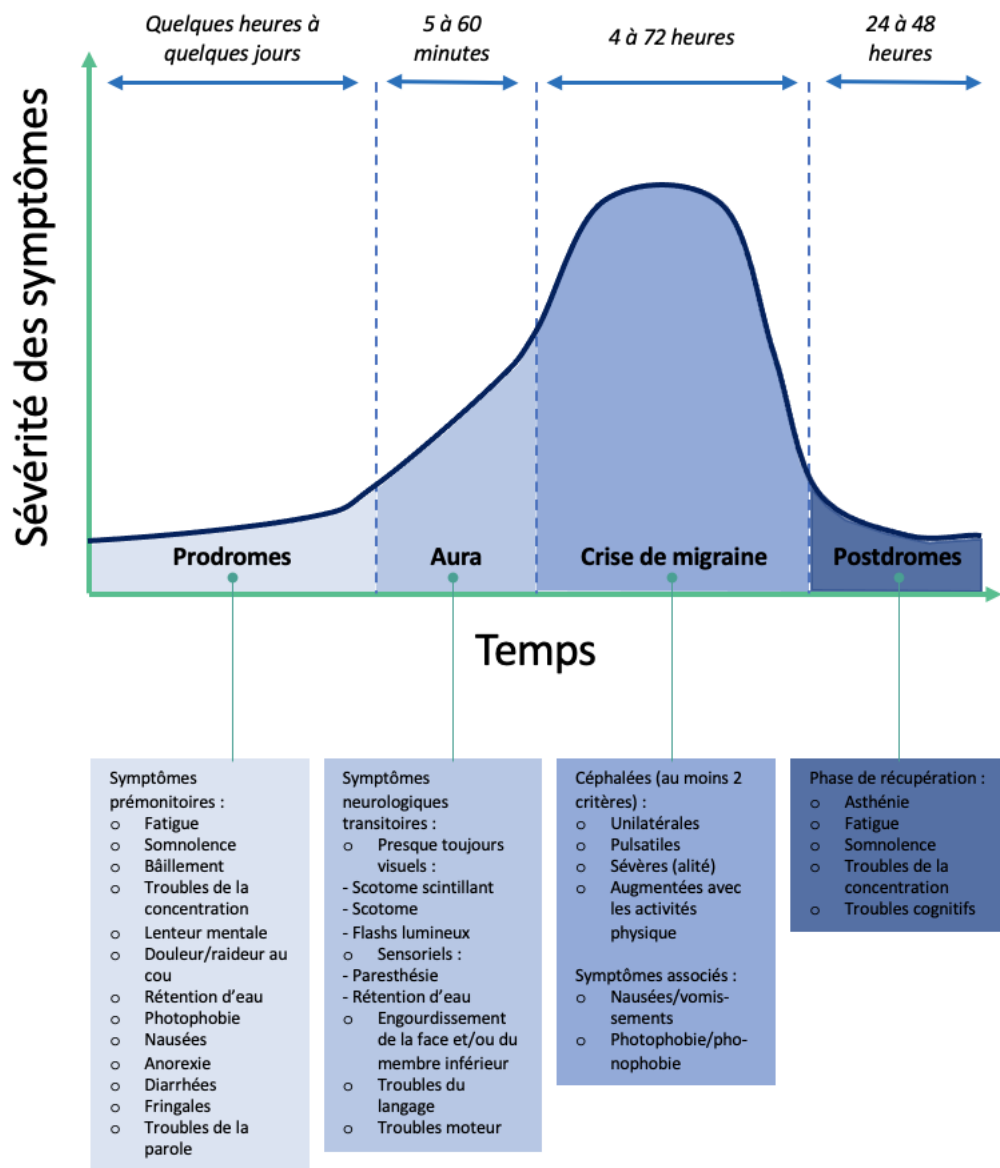 Quelques heures à
quelques jours
5 à 60
minutes
4 à 72 heures
24 à 48
heures
Sévérité des symptômes
Prodromes
Aura
Crise de migraine
Postdromes
Temps
Symptômes
prémonitoires :
o Fatigue
o Somnolence
o Bâillement
o Troubles de la
concentration
o Lenteur mentale
o Douleur/raideur au
cou
o Rétention d'eau
o Photophobie
o Nausées
o Anorexie
o Diarrhées
o Fringales
o Troubles de la
parole
Symptômes
neurologiques
transitoires :
o Presque toujours
visuels :
- Scotome scintillant
- Scotome
- Flashs lumineux
o Sensoriels :
- Paresthésie
- Rétention d'eau
o Engourdissement
de la face et/ou du
membre inférieur
o Troubles du
langage
o Troubles moteur
Céphalées (au moins 2
critères) :
o Unilatérales
o Pulsatiles
o Sévères (alité)
o Augmentées avec
les activités
physique
Symptômes associés :
o Nausées/vomis-
sements
o Photophobie/pho-
nophobie
Phase de récupération :
o Asthénie
o Fatigue
o Somnolence
o Troubles de la
concentration
o Troubles cognitifs